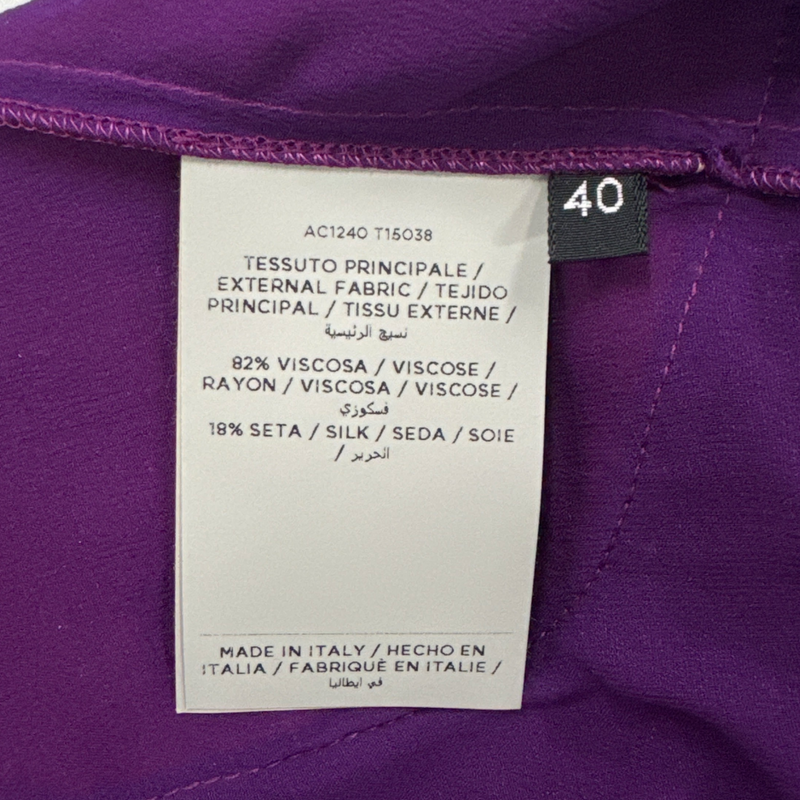 40
AC1240 T15038
TESSUTO PRINCIPALE /
EXTERNAL FABRIC / TEJIDO
PRINCIPAL / TISSU EXTERNE /
نسيج الرئيسية
82% VISCOSA / VISCOSE /
RAYON / VISCOSA / VISCOSE /
فسكوزي
18% SETA / SILK / SEDA / SOIE
/ الحرير
MADE IN ITALY / HECHO EN
ITALIA / FABRIQUÈ EN ITALIE /
في ايطاليا